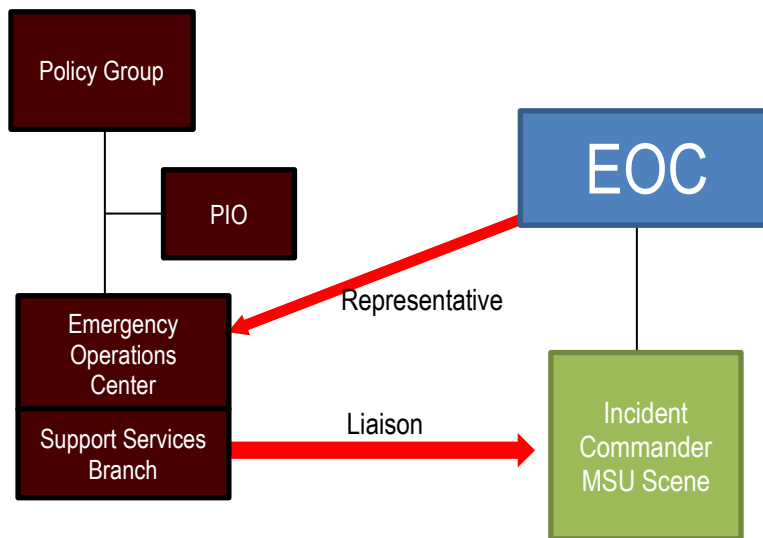 Policy Group
EOC
PIO
Representative
Emergency
Operations
Center
Support Services
Branch
Liaison
Incident
Commander
MSU Scene